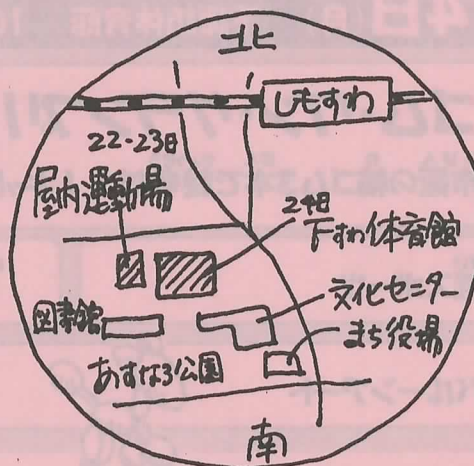 北
しもすわ
22-23日
屋内運動場
24日
下すわ体育館
図書館
文化センター
まち役場
あすなろ公園
南